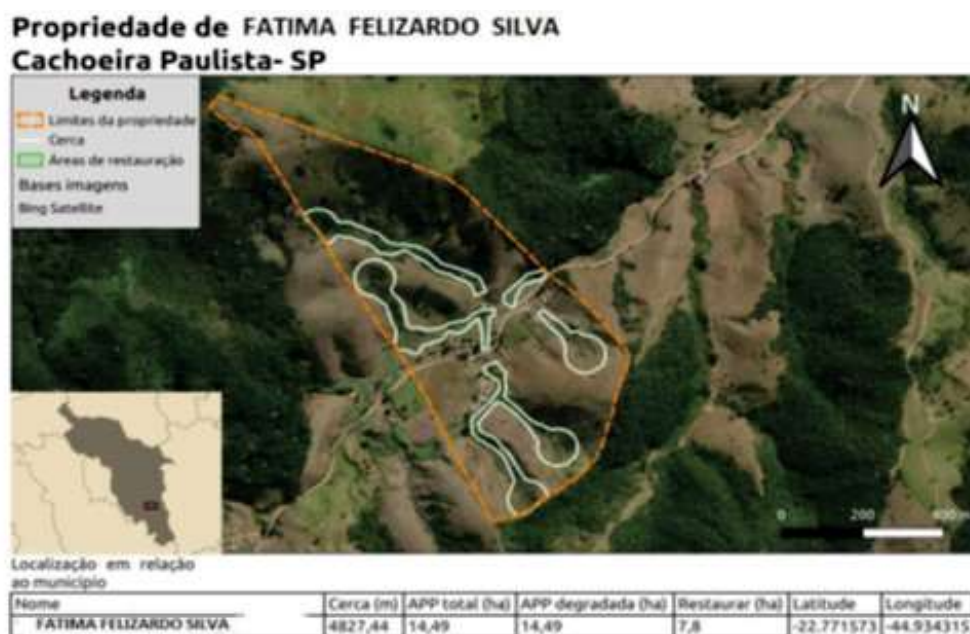 Propriedade de FATIMA FELIZARDO SILVA
Cachoeira Paulista- SP
Legenda
Limites da propriedade
Cerca
Áreas de restauração
Bases imagens
Bing Satellite
N
0 200 400 m
Localização em relação
ao município
Nome Cerca (m) APP total (ha) APP degradada (ha) Restaurar (ha) Latitude Longitude
FATIMA FELIZARDO SILVA 4827,44 14,49 14,49 7,8 -22.771573 -44.934315